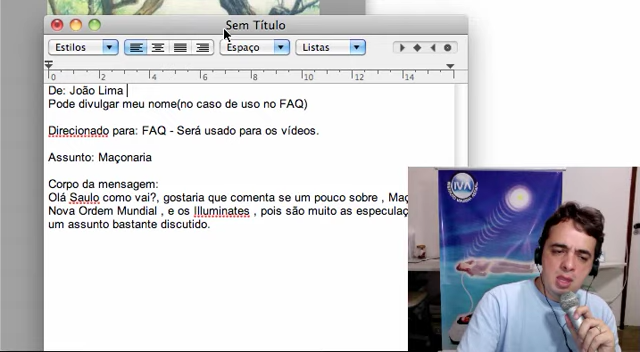 Sem Título
Estilos
Espaço
Listas
0 2 4 6 8 10 12 14 16
De: João Lima
Pode divulgar meu nome(no caso de uso no FAQ)
Direcionado para: FAQ - Será usado para os vídeos.
Assunto: Maçonaria
Corpo da mensagem:
Olá Saulo como vai?, gostaria que comenta se um pouco sobre , Maç
Nova Ordem Mundial , e os Illuminates , pois são muito as especulaç
um assunto bastante discutido.
IVA